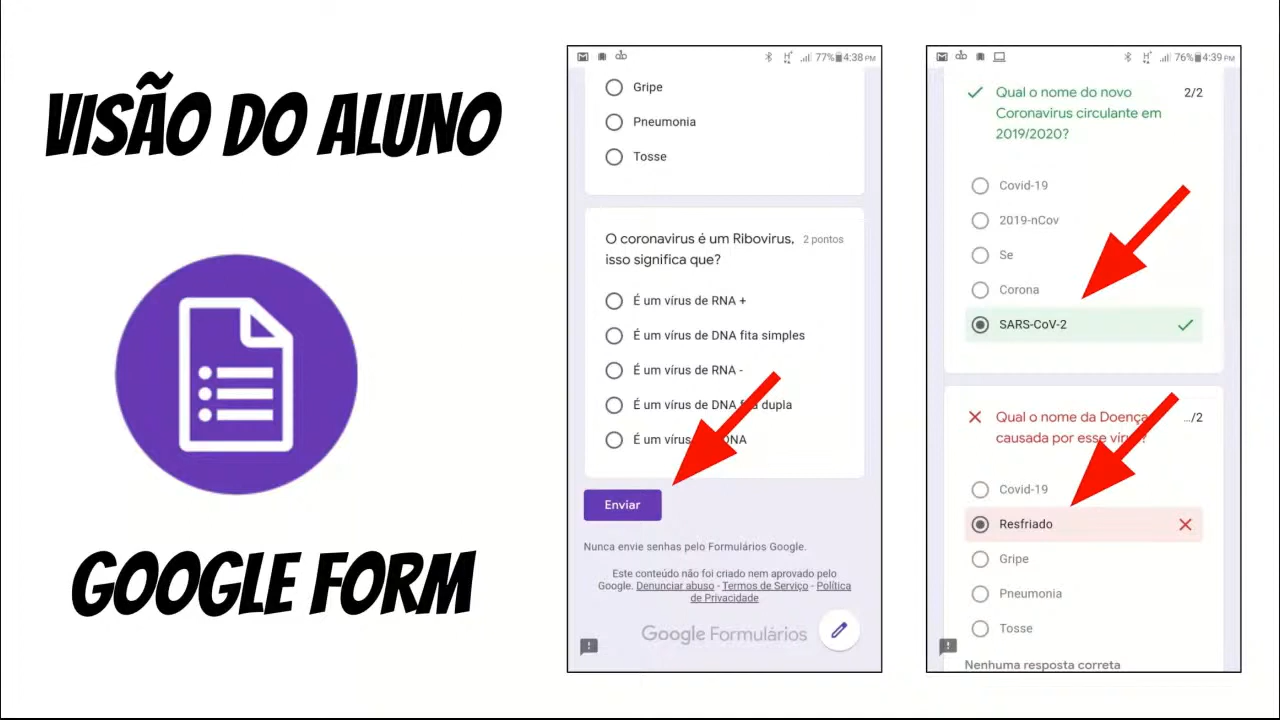 VISÃO DO ALUNO
GOOGLE FORM
77% 4:38 PM
Gripe
Pneumonia
Tosse
O coronavirus é um Ribovirus, 2 pontos
isso significa que?
É um vírus de RNA +
É um vírus de DNA fita simples
É um vírus de RNA -
É um vírus de DNA dupla
É um DNA
Enviar
Nunca envie senhas pelo Formulários Google.
Este conteúdo não foi criado nem aprovado pelo
Google. Denunciar abuso - Termos de Serviço - Política
de Privacidade
Google Formulários
76% 4:39 PM
Qual o nome do novo 2/2
Coronavirus circulante em
2019/2020?
Covid-19
2019-nCov
Se
Corona
SARS-CoV-2
Qual o nome da Doença …/2
causada por esse
Covid-19
Resfriado
Gripe
Pneumonia
Tosse
Nenhuma resposta correta